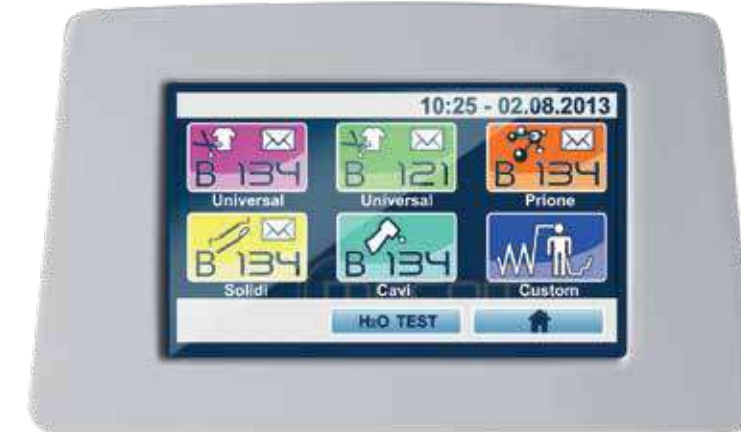 10:25 - 02.08.2013
B 134
B 121
B 134
Universal
Universal
Prione
B 134
B 134
Solidi
Cavi
Custom
H2O TEST